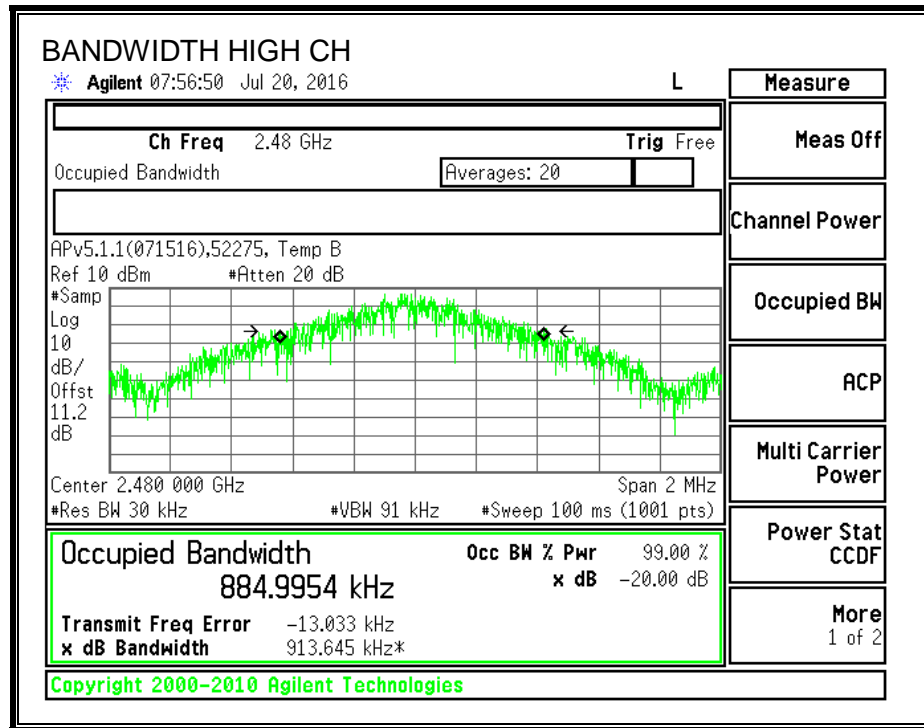 BANDWIDTH HIGH CH
Agilent 07:56:50 Jul 20, 2016 L
Measure
Ch Freq 2.48 GHz Trig Free
Meas Off
Occupied Bandwidth Averages: 20
Channel Power
APv5.1.1(071516),52275, Temp B
Ref 10 dBm #Atten 20 dB
#Samp
Log
10
dB/
Offst
11.2
dB
Occupied BW
ACP
Center 2.480 000 GHz Span 2 MHz
#Res BW 30 kHz #VBW 91 kHz #Sweep 100 ms (1001 pts)
Multi Carrier
Power
Occupied Bandwidth Occ BW % Pwr 99.00 %
884.9954 kHz x dB -20.00 dB
Power Stat
CCDF
Transmit Freq Error -13.033 kHz
x dB Bandwidth 913.645 kHz*
More
1 of 2
Copyright 2000-2010 Agilent Technologies